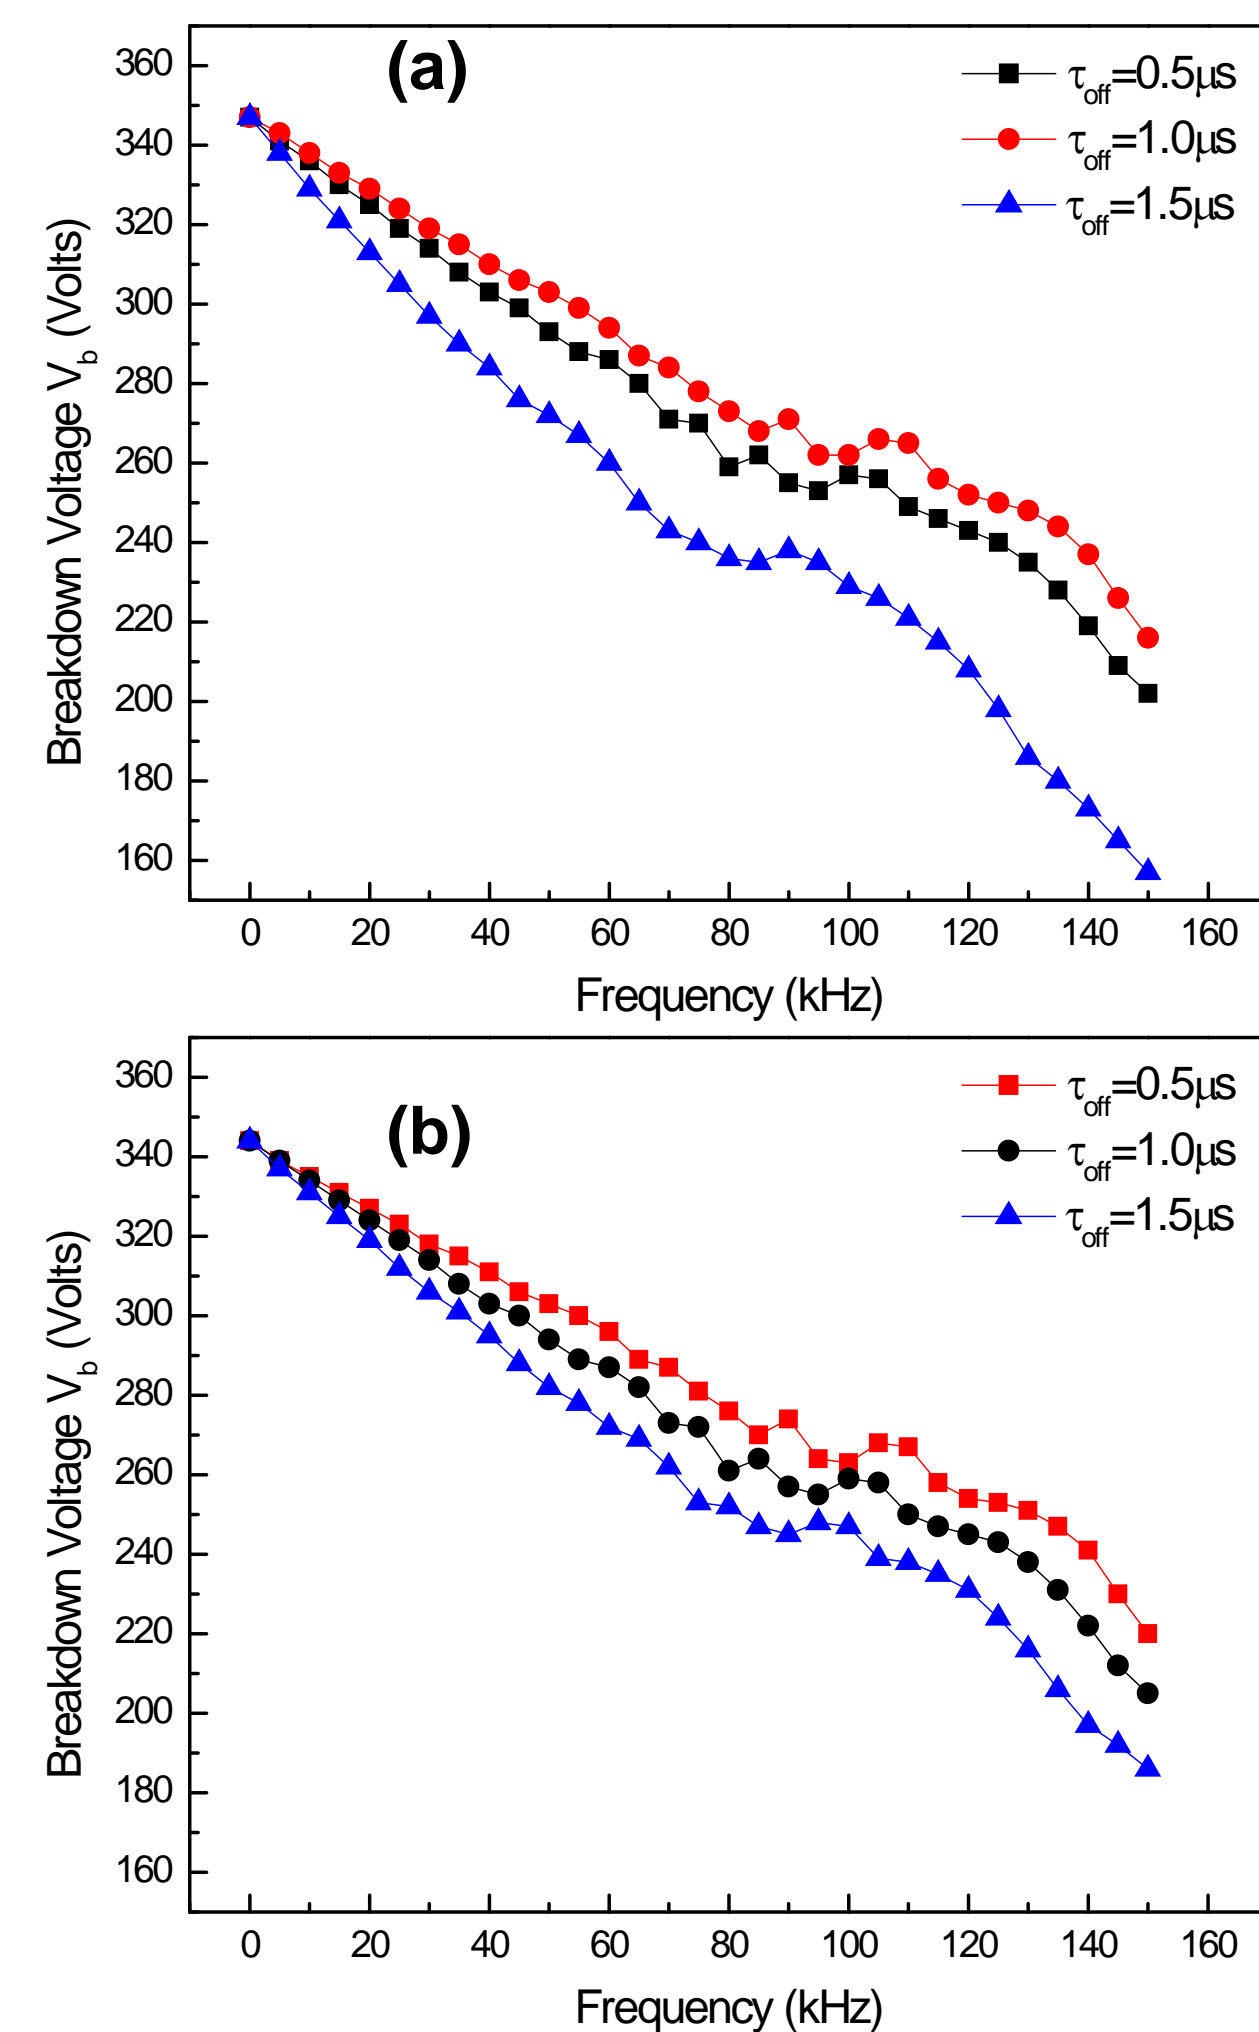 (a)
τoff=0.5μs
τoff=1.0μs
τoff=1.5μs
360
340
320
300
280
260
240
220
200
180
160
Breakdown Voltage Vb (Volts)
0 20 40 60 80 100 120 140 160
Frequency (kHz)
(b)
τoff=0.5μs
τoff=1.0μs
τoff=1.5μs
360
340
320
300
280
260
240
220
200
180
160
Breakdown Voltage Vb (Volts)
0 20 40 60 80 100 120 140 160
Frequency (kHz)